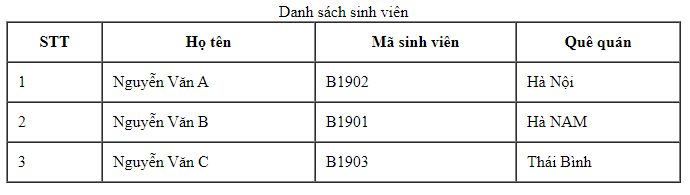 Danh sách sinh viên
STT Họ tên Mã sinh viên Quê quán
1 Nguyễn Văn A B1902 Hà Nội
2 Nguyễn Văn B B1901 Hà NAM
3 Nguyễn Văn C B1903 Thái Bình